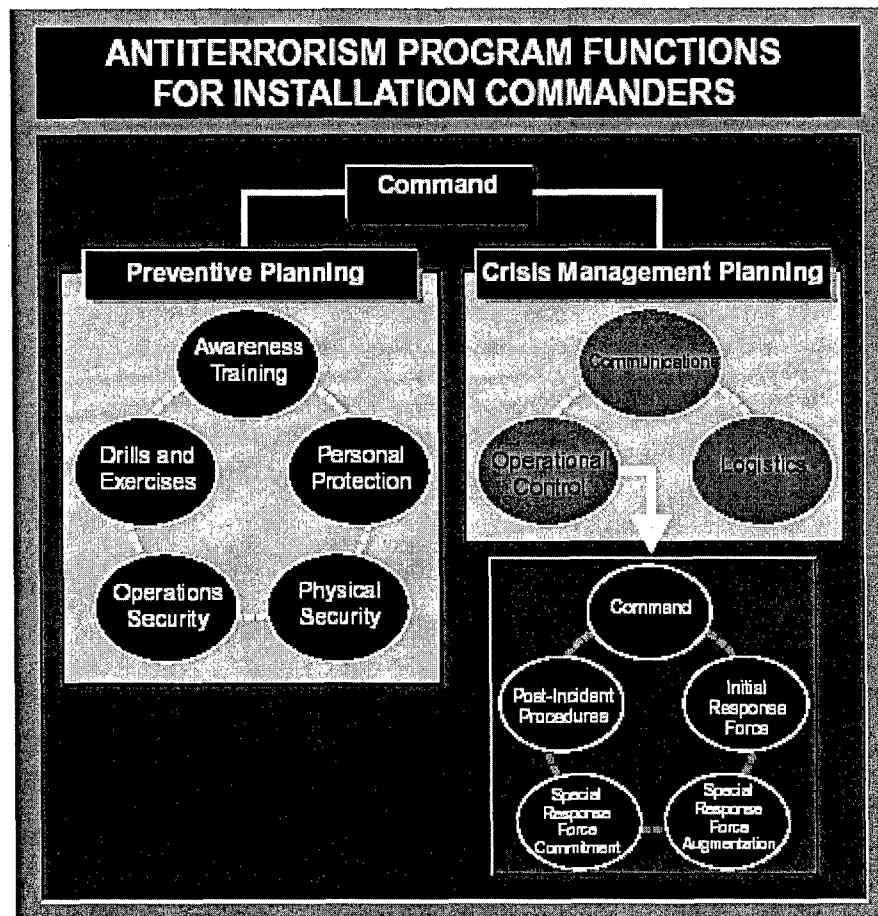 ANTITERRORISM PROGRAM FUNCTIONS
FOR INSTALLATION COMMANDERS
Command
Preventive Planning
Awareness
Training
Drills and
Exercises
Personal
Protection
Operations
Security
Physical
Security
Crisis Management Planning
Communications
Operational
Control
Logistics
Command
Post-Incident
Procedures
Initial
Response
Force
Special
Response
Force
Commitment
Special
Response
Force
Augmentation